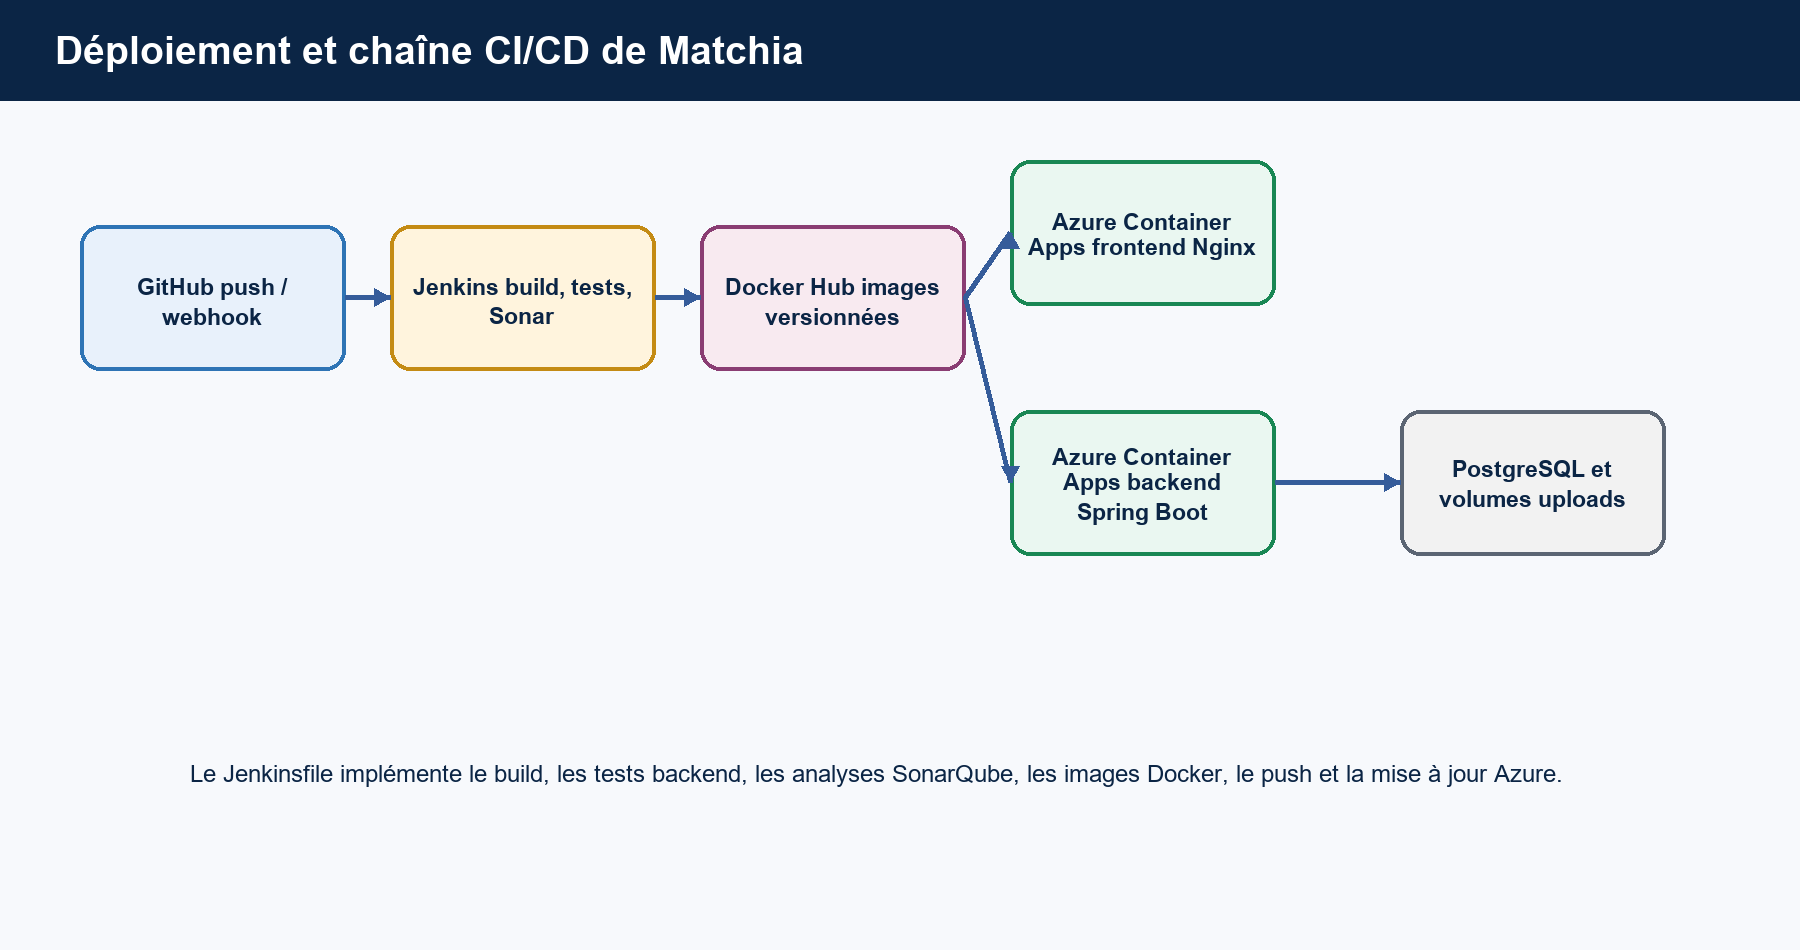 Déploiement et chaîne CI/CD de Matchia
GitHub push /
webhook
Jenkins build, tests,
Sonar
Docker Hub images
versionnées
Azure Container
Apps frontend Nginx
Azure Container
Apps backend
Spring Boot
PostgreSQL et
volumes uploads
Le Jenkinsfile implémente le build, les tests backend, les analyses SonarQube, les images Docker, le push et la mise à jour Azure.